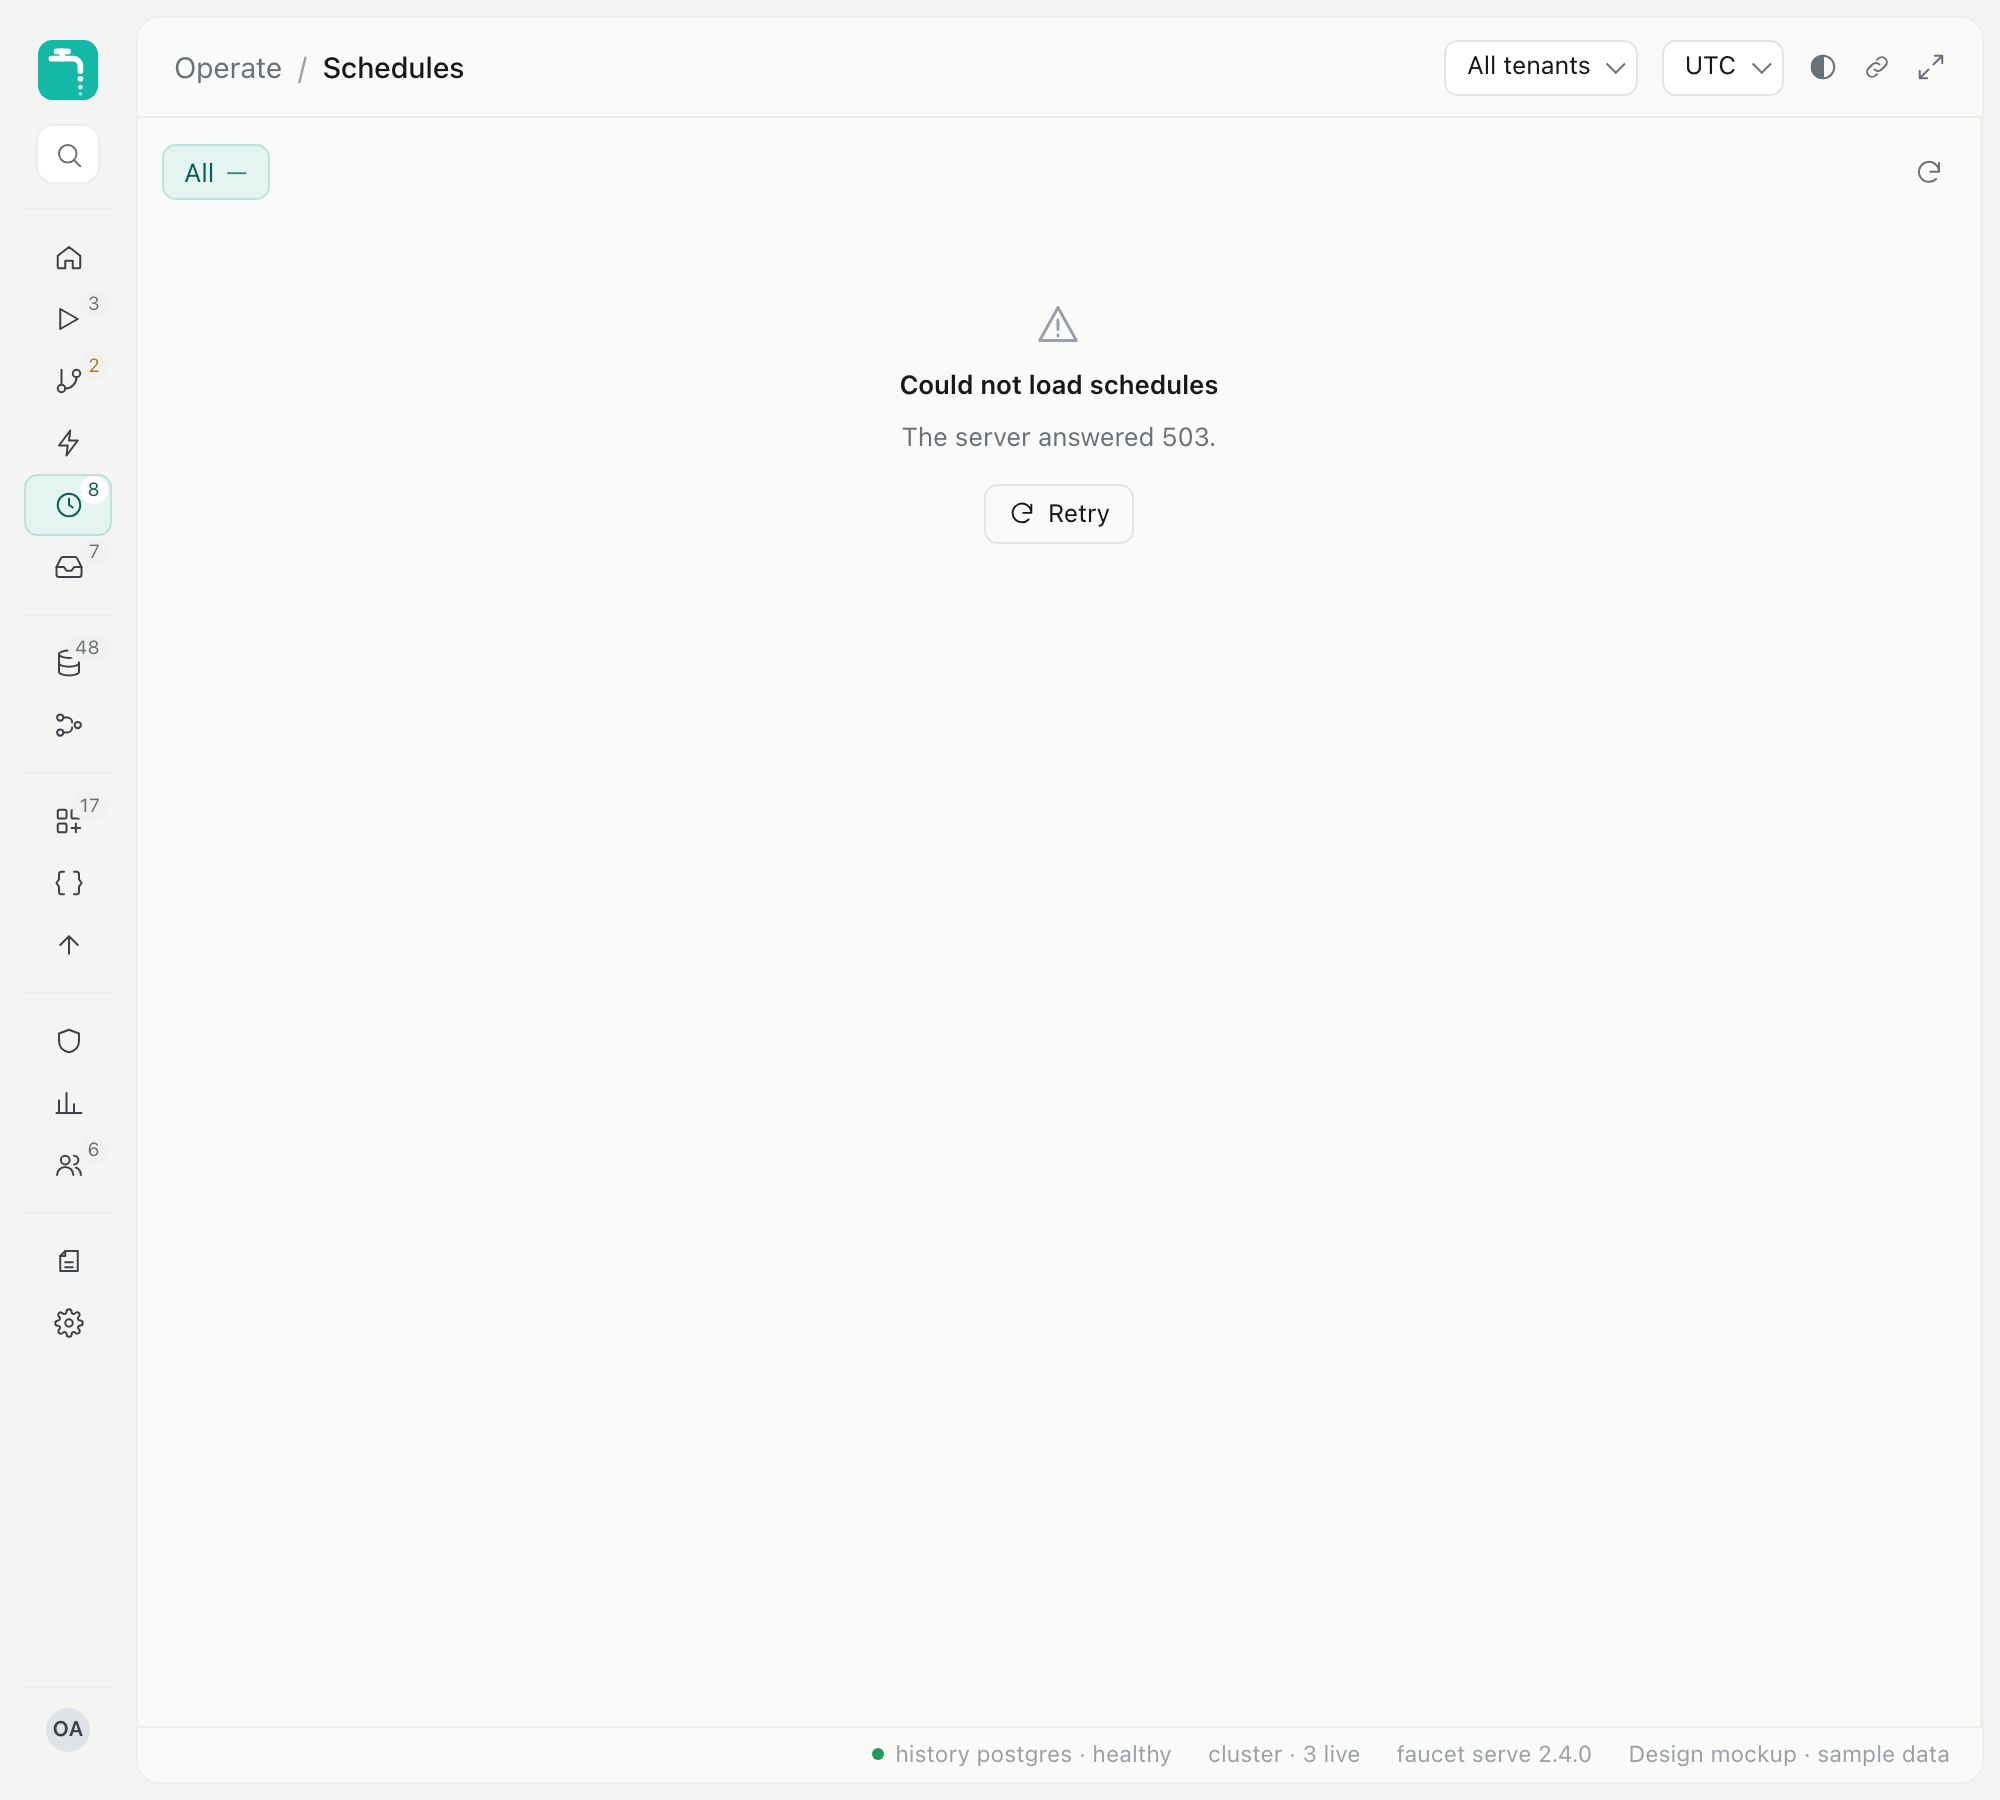 Operate / Schedules
All tenants
UTC
All —
3
2
8
7
48
17
6
Could not load schedules
The server answered 503.
Retry
OA
history postgres · healthy
cluster · 3 live
faucet serve 2.4.0
Design mockup · sample data